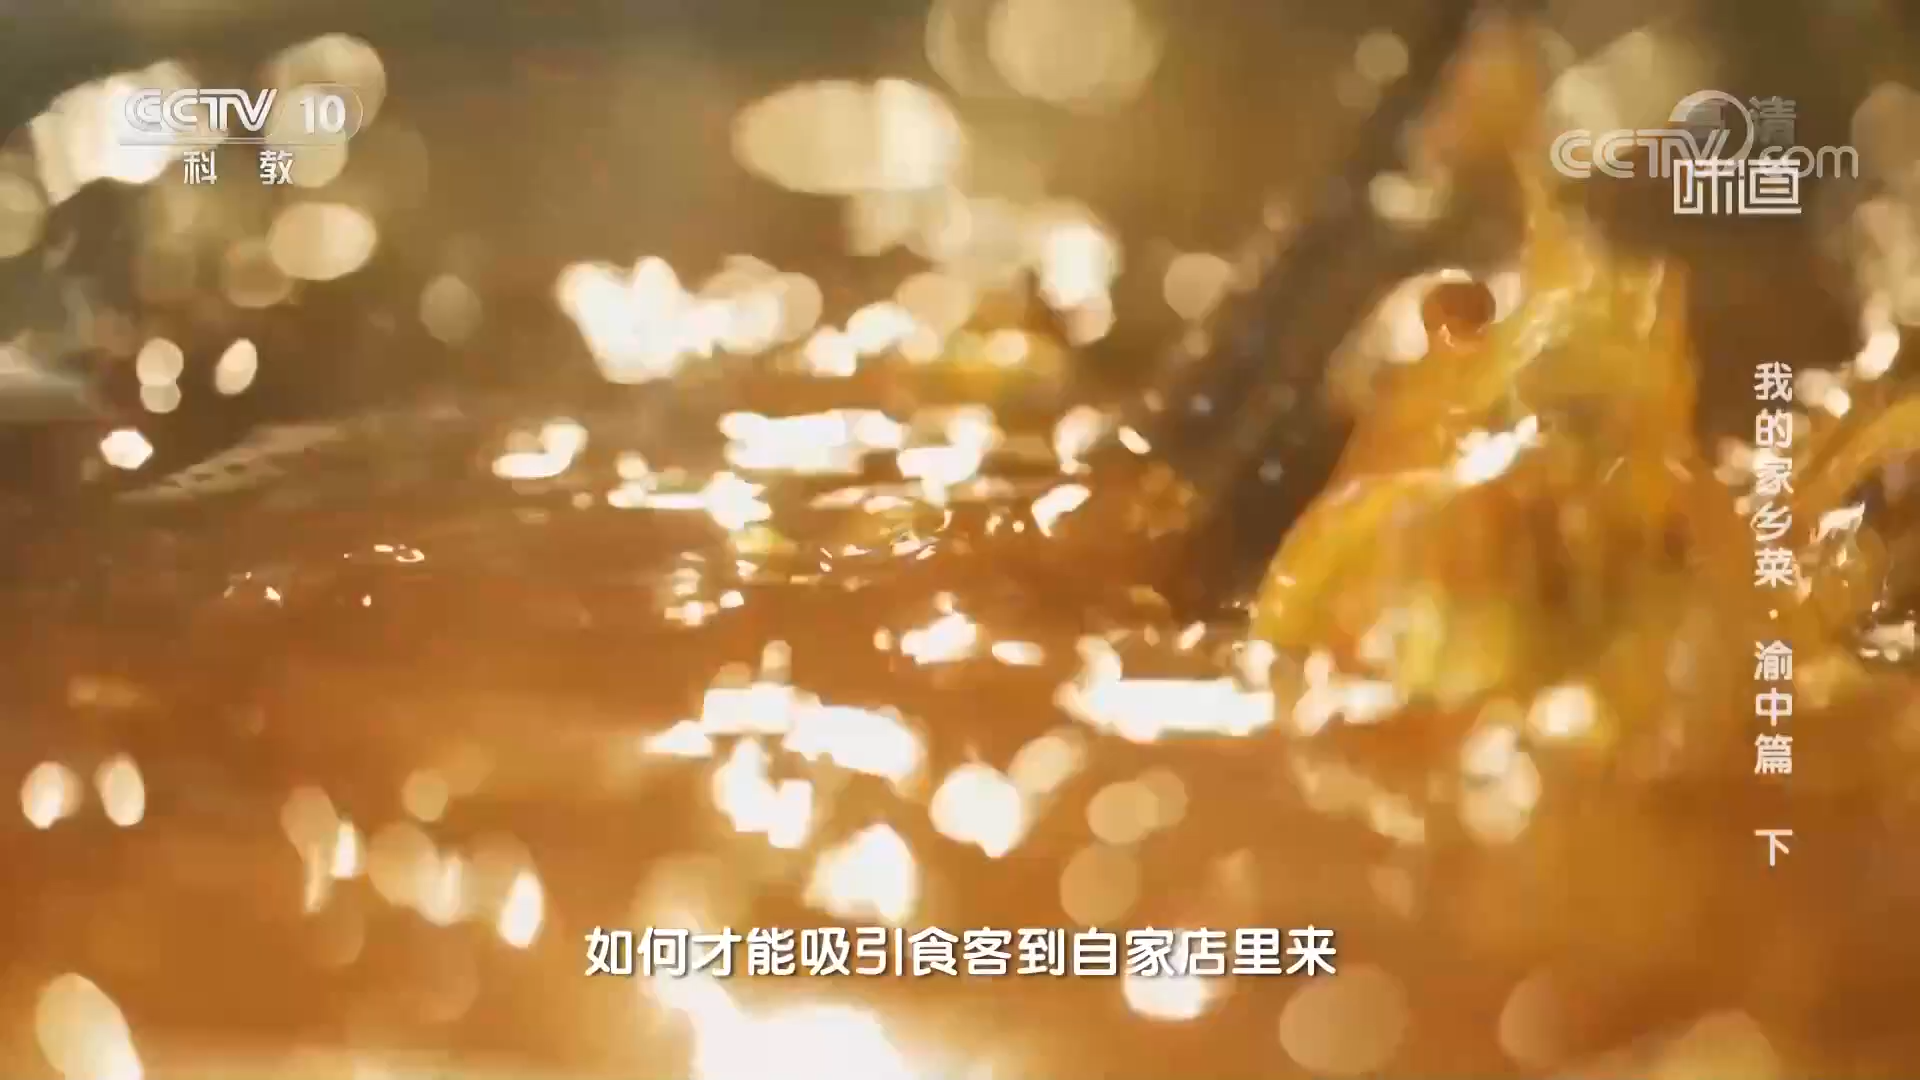 CCTV 10
科 教
高清
CCTV.com
味道
我的家乡菜·渝中篇 下
如何才能吸引食客到自家店里来